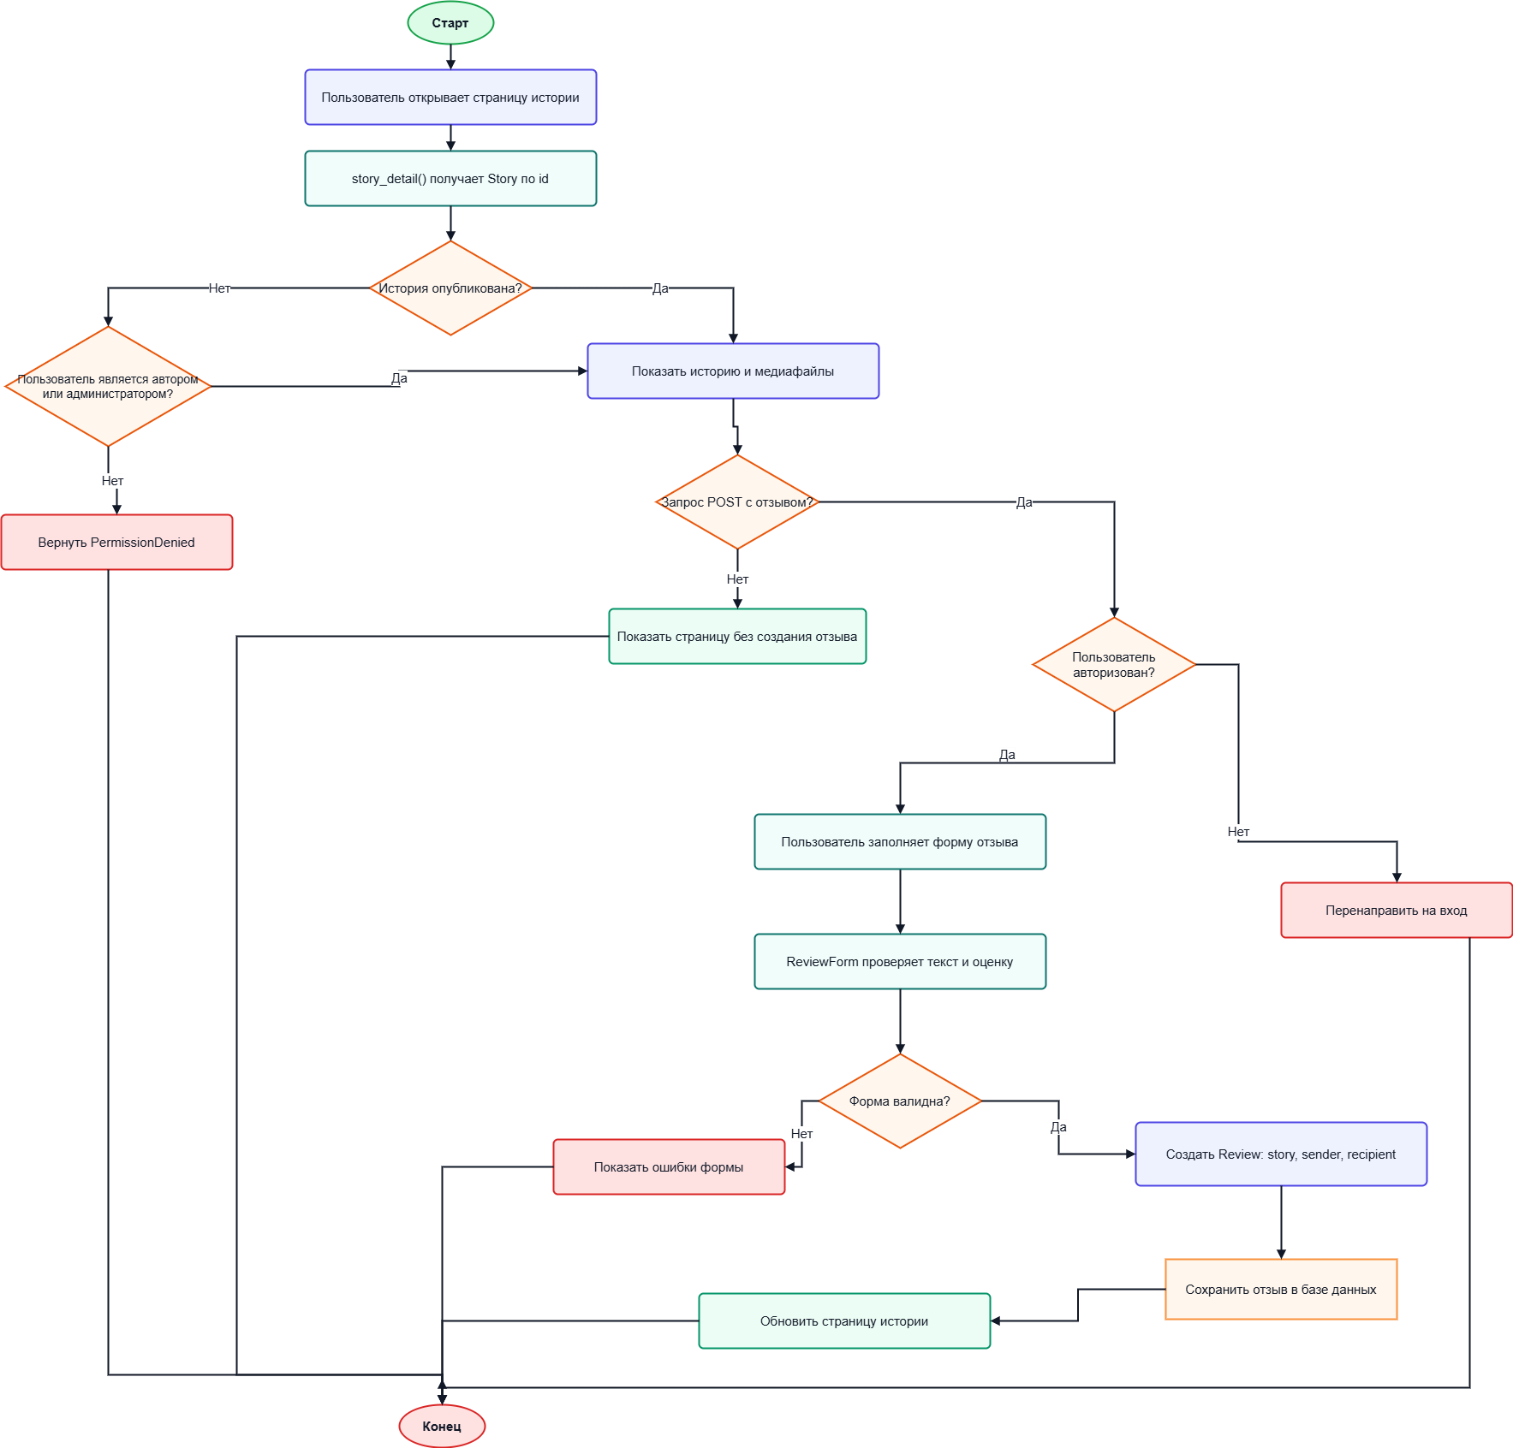 Старт
Пользователь открывает страницу истории
story_detail() получает Story по id
История опубликована?
Нет
Да
Пользователь является автором
или администратором?
Да
Показать историю и медиафайлы
Нет
Вернуть PermissionDenied
Запрос POST с отзывом?
Да
Нет
Показать страницу без создания отзыва
Пользователь
авторизован?
Да
Нет
Пользователь заполняет форму отзыва
Перенаправить на вход
ReviewForm проверяет текст и оценку
Форма валидна?
Нет
Да
Показать ошибки формы
Создать Review: story, sender, recipient
Сохранить отзыв в базе данных
Обновить страницу истории
Конец